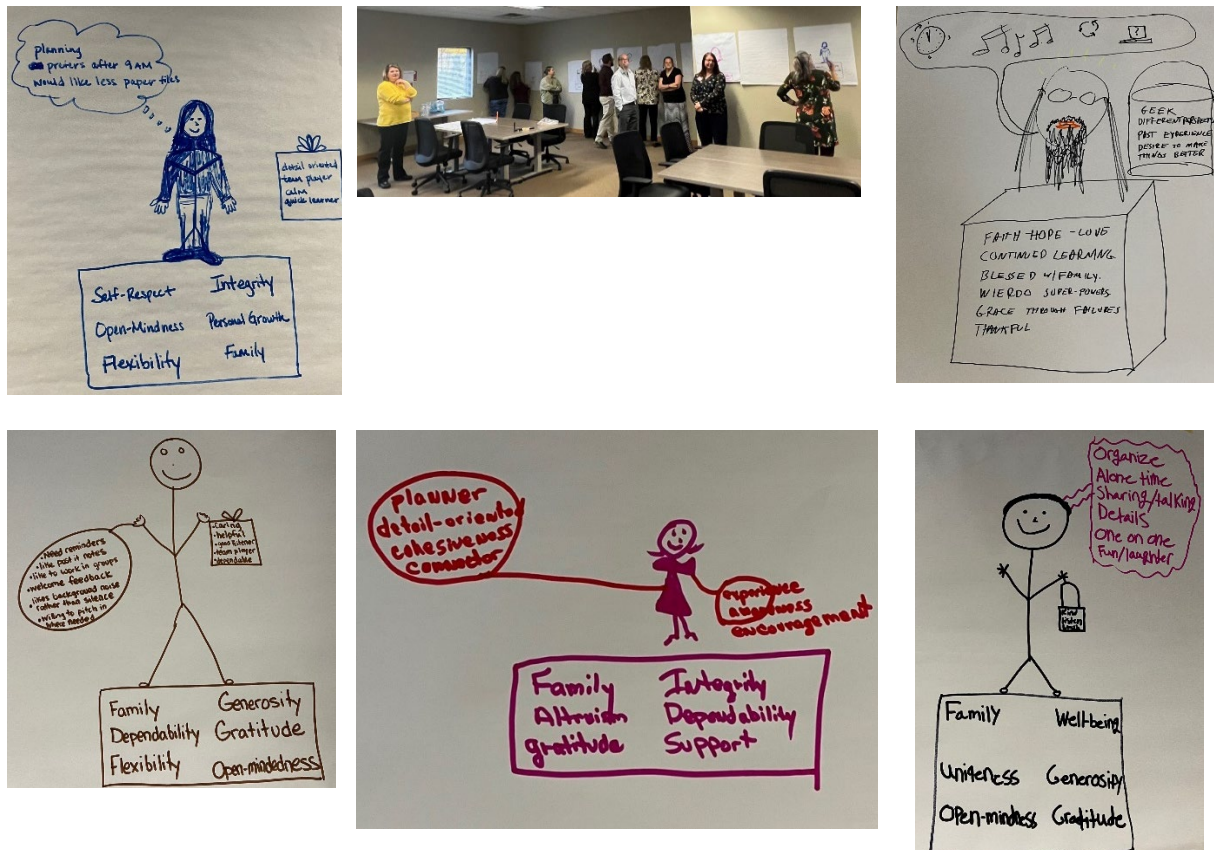 planning
prefers after 9 AM
would like less paper files
detail oriented
team player
calm
quick learner
Self-Respect
Integrity
Open-Mindness
Personal Growth
Flexibility
Family
?
GEEK
PAST EXPERIENCE
DESIRE TO MAKE
THINGS BETTER
FAITH - HOPE - LOVE
CONTINUED LEARNING
BLESSED W/ FAMILY.
WIERDO SUPER-POWERS
GRACE THROUGH FAILURES
THANKFUL
• Need reminders
• like post it notes
• like to work in groups
• welcome feedback
• likes background noise
rather than silence
• willing to pitch in
where needed
• caring
• helpful
• good listener
• team player
• dependable
Family
Generosity
Dependability
Gratitude
Flexibility
Open-mindedness
planner
detail-oriented
cohesiveness
connector
experience
awareness
encouragement
Family
Integrity
Altruism
Dependability
gratitude
Support
Organize
Alone time
Sharing/talking
Details
One on one
Fun/laughter
Kind
Family
Well-being
Uniqeness
Generosity
Open-mindness
Gratitude